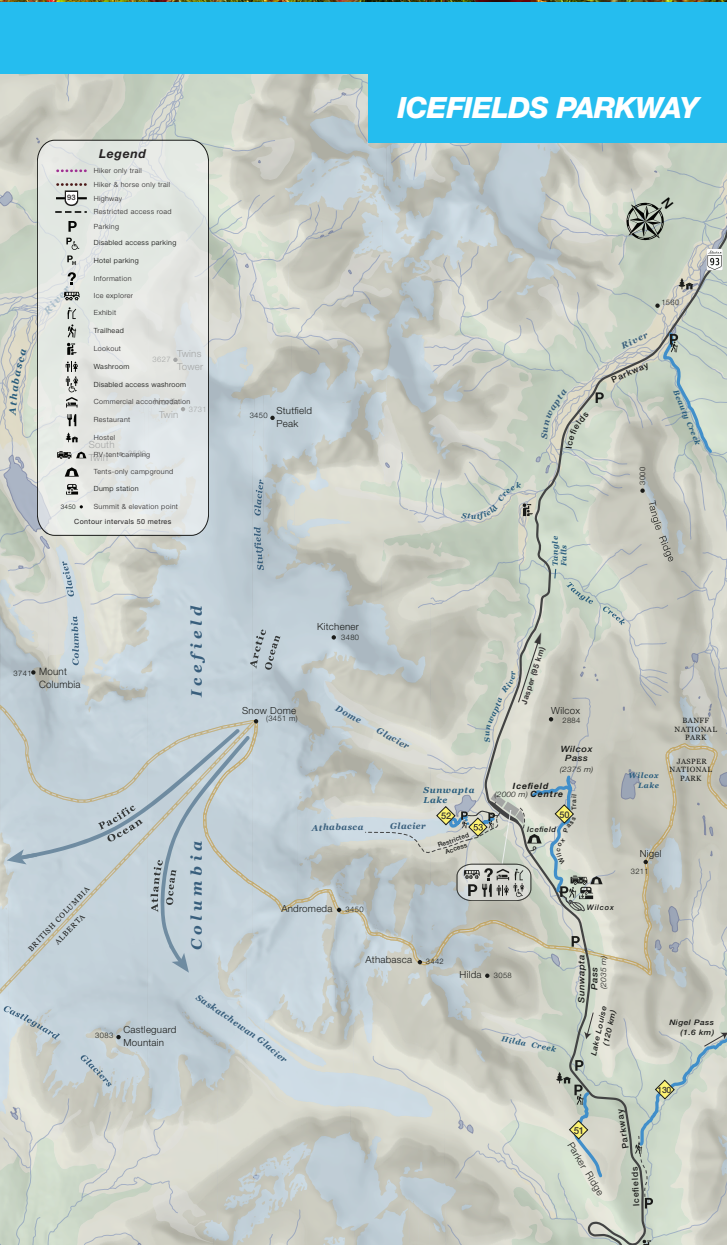 ICEFIELDS PARKWAY
Legend
Hiker only trail
Hiker & horse only trail
93
Highway
Restricted access road
P
Parking
P
Disabled access parking
PH
Hotel parking
?
Information
Ice explorer
Exhibit
Trailhead
Lookout
Washroom
Disabled access washroom
Commercial accommodation
Restaurant
Hostel
RV-tent camping
Tents-only campground
Dump station
3450 •
Summit & elevation point
Contour intervals 50 metres
N
93
1580
P
River
Parkway
P
Icefields
Sunwapta
Beauty Creek
Athabasca
River
3627
Twins
Tower
Twin
3731
South
Twin
3450
Stutfield
Peak
Stutfield Glacier
Stutfield Creek
3000
Tangle Ridge
Tangle
Falls
Tangle Creek
Columbia Glacier
3741
Mount
Columbia
Icefield
Arctic
Ocean
Kitchener
3480
Snow Dome
(3451 m)
Dome Glacier
Sunwapta River
Jasper (95 km)
Wilcox
2884
Wilcox
Pass
(2375 m)
BANFF
NATIONAL
PARK
JASPER
NATIONAL
PARK
Wilcox
Lake
Icefield
(2000 m) Centre
Sunwapta
Lake
52
P
P
53
50
Wilcox Pass Trail
Athabasca Glacier
Restricted
Access
Icefield
Nigel
3211
? P
P
Wilcox
Pacific
Ocean
Atlantic
Ocean
Columbia
BRITISH COLUMBIA
ALBERTA
Andromeda
3450
Athabasca
3442
Hilda
3058
P
Sunwapta
Pass
(2035 m)
Lake Louise
(120 km)
Nigel Pass
(1.6 km)
Castleguard
Glaciers
3083
Castleguard
Mountain
Saskatchewan Glacier
Hilda Creek
P
P
130
51
Parker Ridge
Parkway
Icefields
P